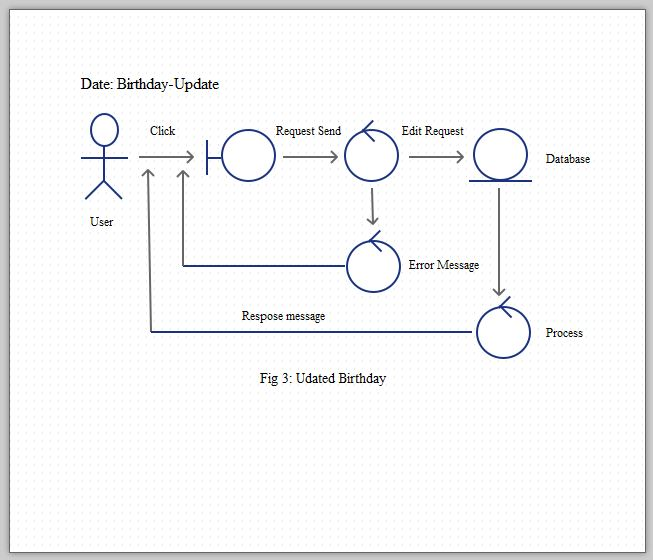 Date: Birthday-Update
Click
Request Send
Edit Request
Database
User
Error Message
Respose message
Process
Fig 3: Udated Birthday